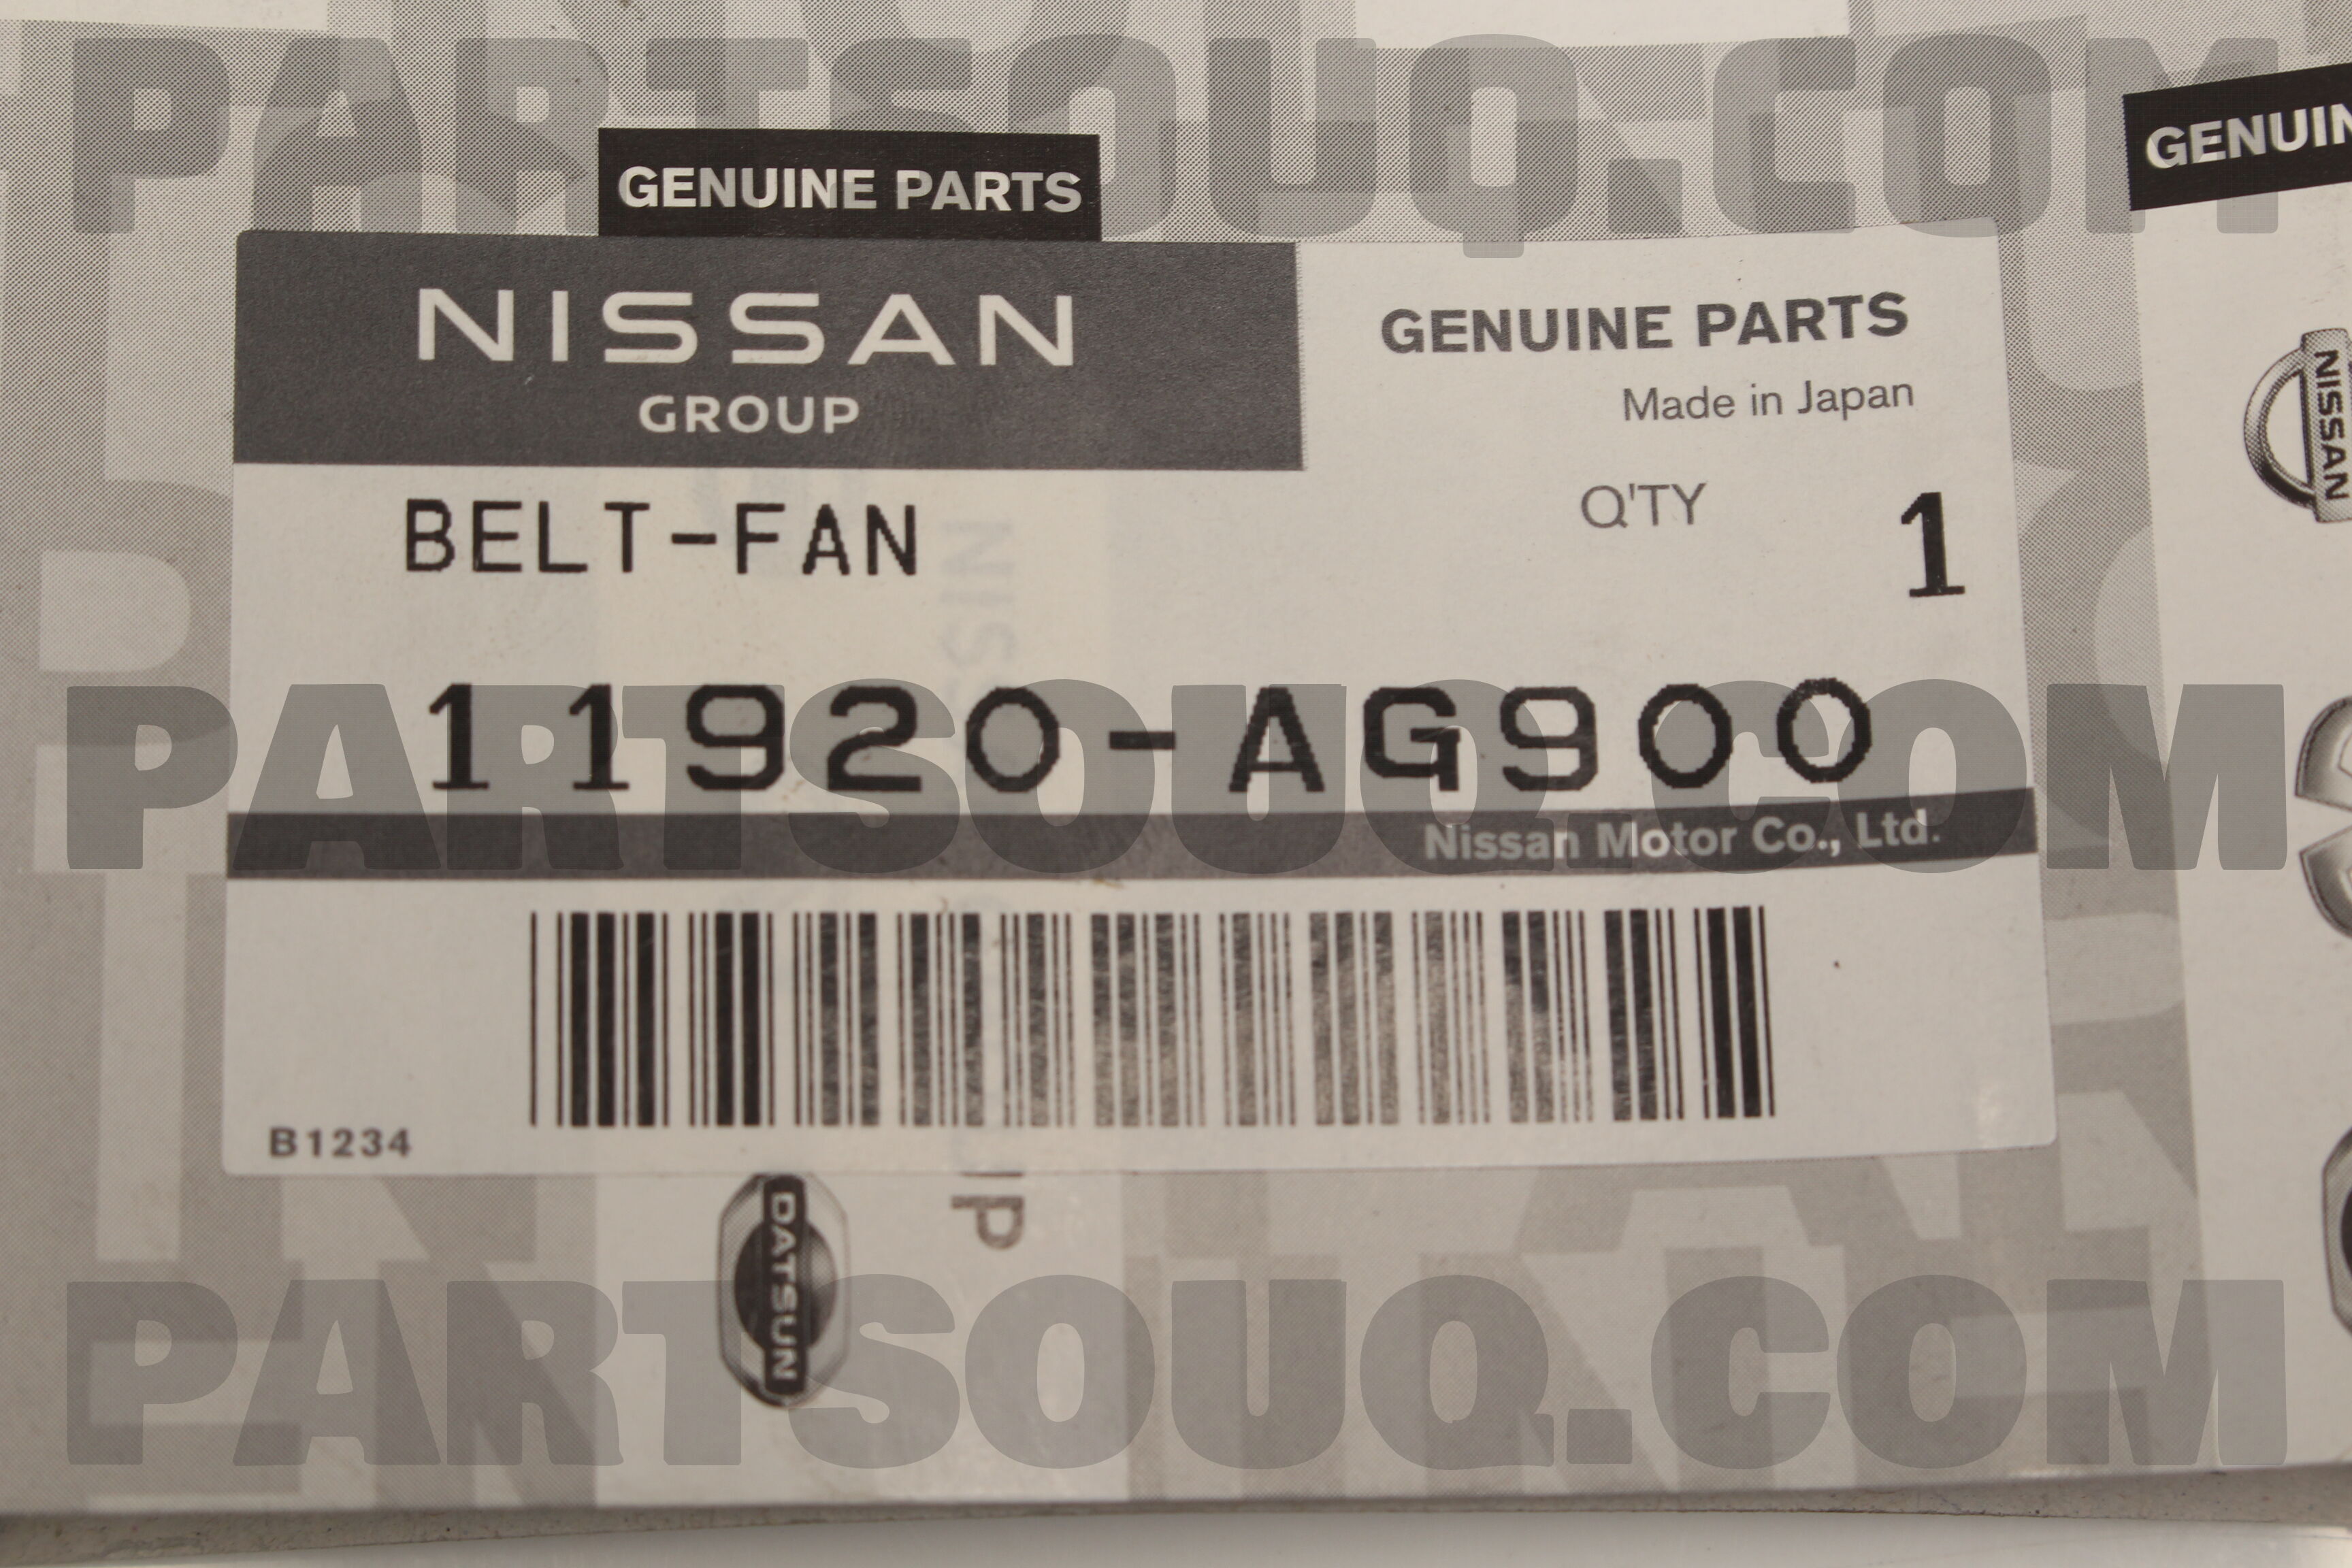 PARTSOUQ.COM
GENUINE PARTS
GENUIN
NISSAN
GROUP
GENUINE PARTS
Made in Japan
NISSAN
BELT-FAN
Q'TY 1
11920-AG900
PARTSOUQ.COM
Nissan Motor Co., Ltd.
B1234
UP
DATSUN
PARTSOUQ.COM